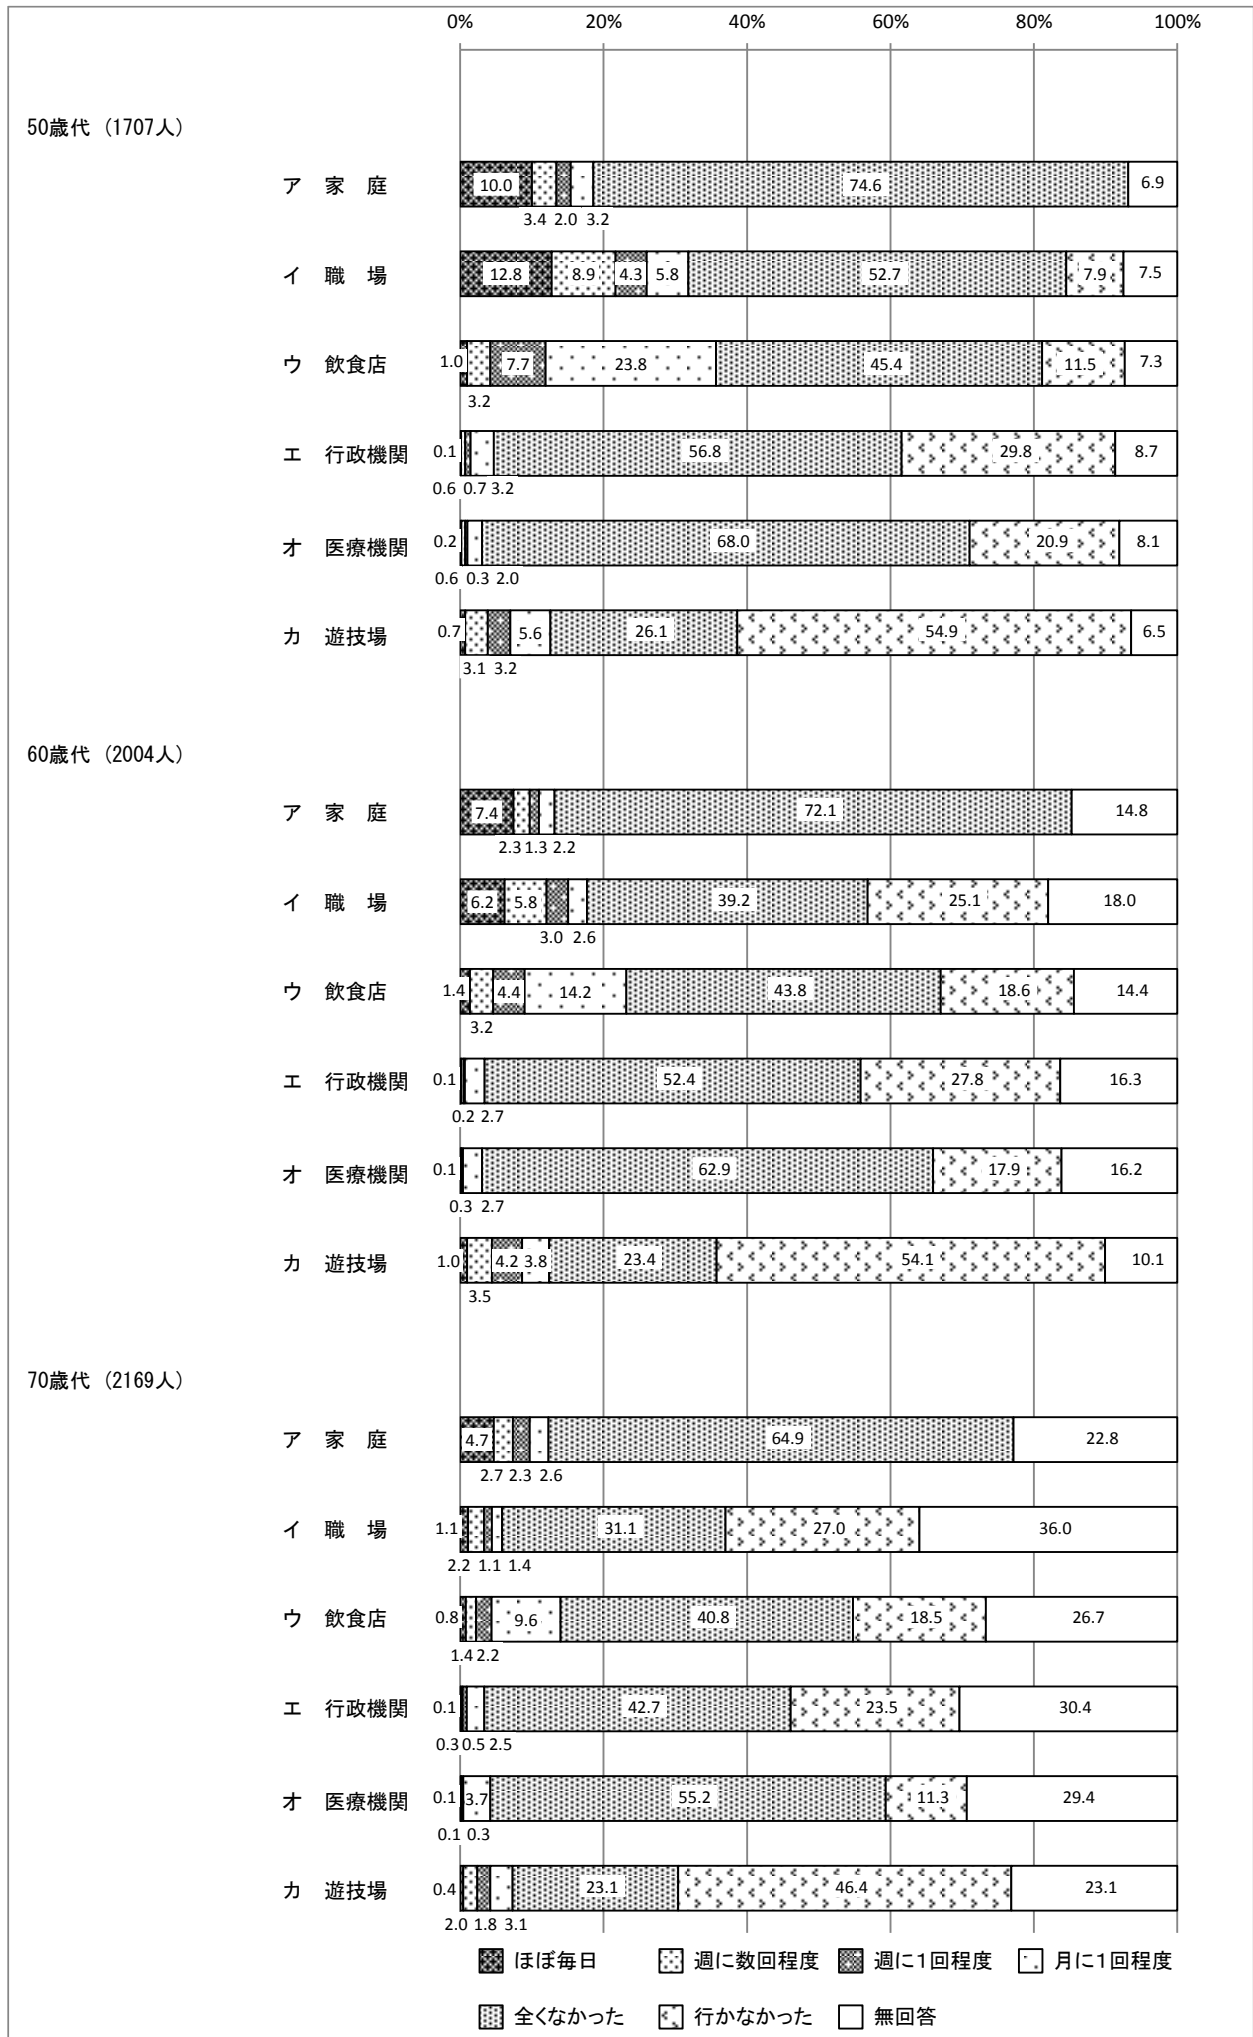 0% 20% 40% 60% 80% 100%
50歳代 (1707人)
ア 家 庭 10.0 74.6 6.9
3.4 2.0 3.2
イ 職 場 12.8 8.9 4.3 5.8 52.7 7.9 7.5
ウ 飲食店 1.0 7.7 23.8 45.4 11.5 7.3
3.2
エ 行政機関 0.1 56.8 29.8 8.7
0.6 0.7 3.2
オ 医療機関 0.2 68.0 20.9 8.1
0.6 0.3 2.0
カ 遊技場 0.7 5.6 26.1 54.9 6.5
3.1 3.2
60歳代 (2004人)
ア 家 庭 7.4 72.1 14.8
2.3 1.3 2.2
イ 職 場 6.2 5.8 39.2 25.1 18.0
3.0 2.6
ウ 飲食店 1.4 4.4 14.2 43.8 18.6 14.4
3.2
エ 行政機関 0.1 52.4 27.8 16.3
0.2 2.7
オ 医療機関 0.1 62.9 17.9 16.2
0.3 2.7
カ 遊技場 1.0 4.2 3.8 23.4 54.1 10.1
3.5
70歳代 (2169人)
ア 家 庭 4.7 64.9 22.8
2.7 2.3 2.6
イ 職 場 1.1 31.1 27.0 36.0
2.2 1.1 1.4
ウ 飲食店 0.8 9.6 40.8 18.5 26.7
1.4 2.2
エ 行政機関 0.1 42.7 23.5 30.4
0.3 0.5 2.5
オ 医療機関 0.1 3.7 55.2 11.3 29.4
0.1 0.3
カ 遊技場 0.4 23.1 46.4 23.1
2.0 1.8 3.1
ほぼ毎日 週に数回程度 週に1回程度 月に1回程度
全くなかった 行かなかった 無回答